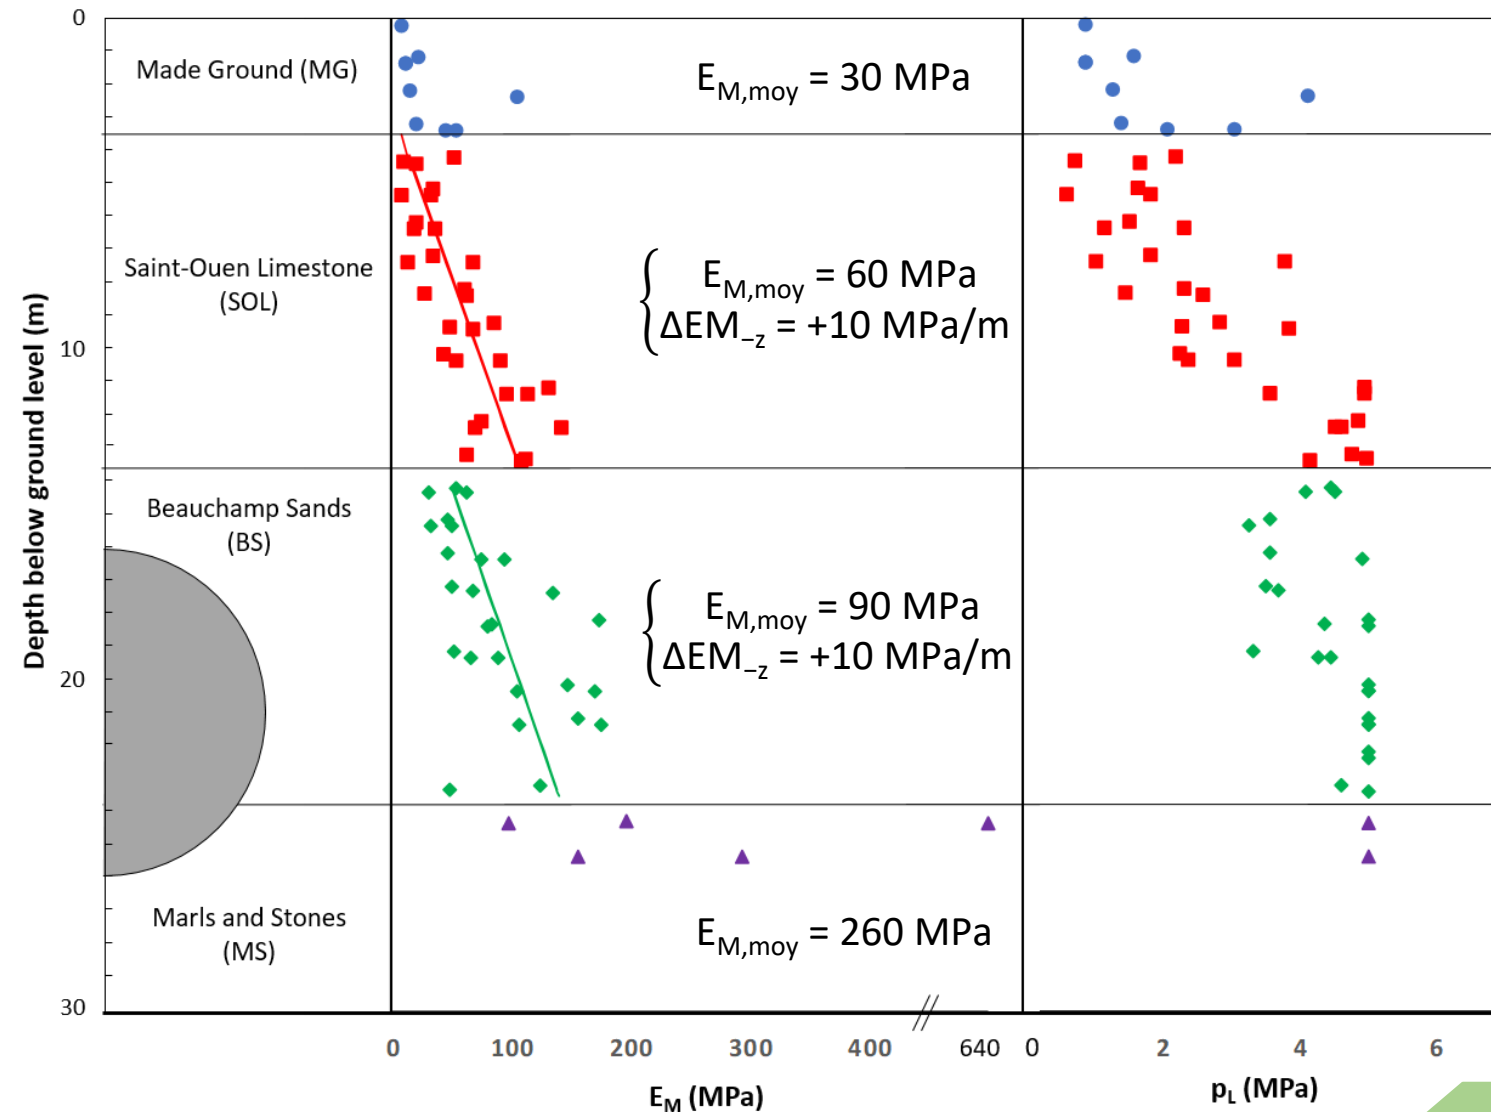 0
Made Ground (MG)
E_M,moy = 30 MPa
Saint-Ouen Limestone
(SOL)
E_M,moy = 60 MPa
ΔEM_−z = +10 MPa/m
10
Depth below ground level (m)
Beauchamp Sands
(BS)
E_M,moy = 90 MPa
ΔEM_−z = +10 MPa/m
20
Marls and Stones
(MS)
E_M,moy = 260 MPa
30
0 100 200 300 400 // 640 0 2 4 6
E_M (MPa) p_L (MPa)